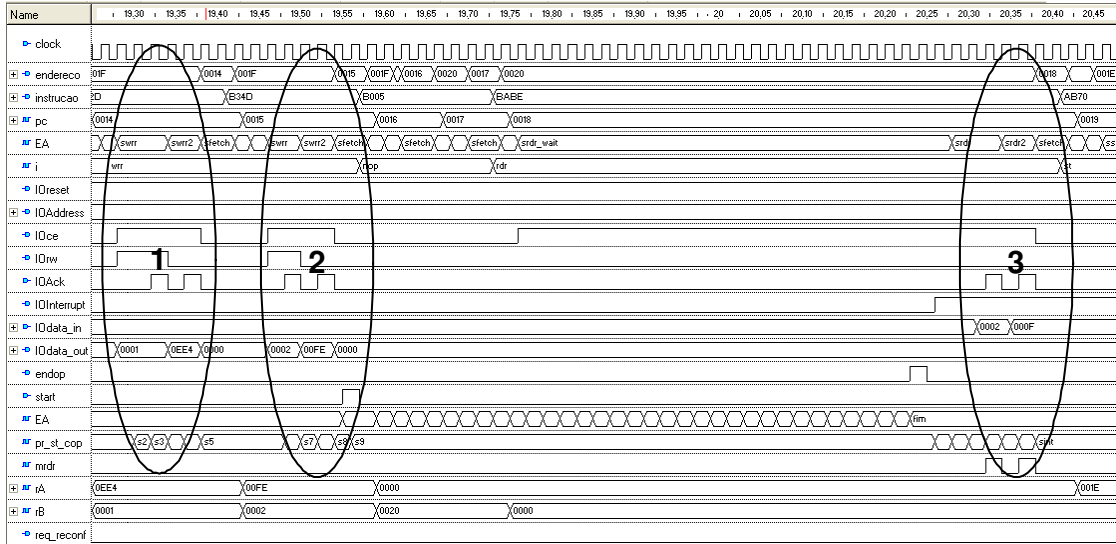 Name 19,30 19,35 19,40 19,45 19,50 19,55 19,60 19,65 19,70 19,75 19,80 19,85 19,90 19,95 20 20,05 20,10 20,15 20,20 20,25 20,30 20,35 20,40 20,45
clock
endereco 01F 0014 001F 0015 001F 0016 0020 0017 0020 0018 001E
instrucao 2D B34D B005 BABE AB70
pc 0014 0015 0016 0017 0018 0019
EA swrr swrr2 sfetch swrr swrr2 sfetch sfetch sfetch srdr_wait srd srdr2 sfetch ss
i wrr nop rdr st
IOreset
IOAddress
IOce
IOrw
1 2 3
IOAck
IOInterrupt
IOdata_in 0002 000F
IOdata_out 0001 0EE4 0000 0002 00FE 0000
endop
start
EA fim
pr_st_cop s2 s3 s5 s7 s8 s9 sint
mrdr
rA 0EE4 00FE 0000 001E
rB 0001 0002 0020 0000
req_reconf